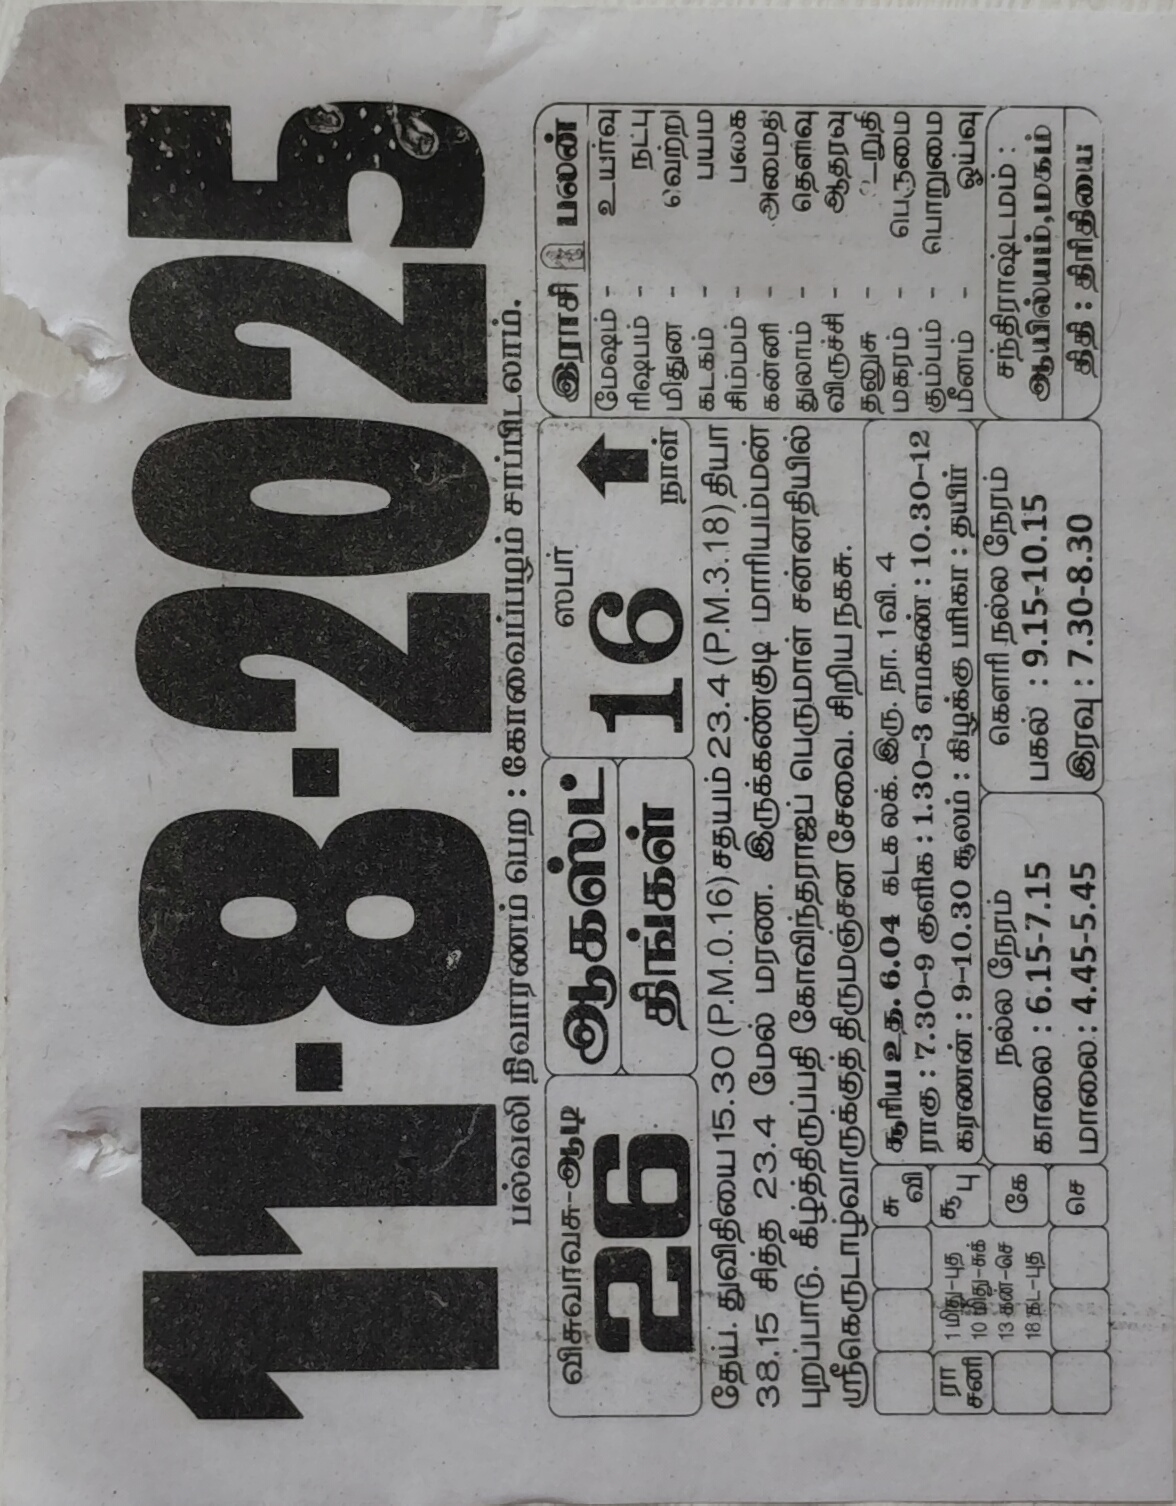 11-8-2025
பல்வலி நிவாரணம் பெற : கோவைப்பழம் சாப்பிடலாம்.
விசுவாவசு-ஆடி
26
ஆகஸ்ட்
திங்கள்
ஸபர்
16
நாள்
இராசி பலன்
மேஷம் - உயர்வு
ரிஷபம் - நட்பு
மிதுன - வெற்றி
கடகம் - பயம்
சிம்மம் - பகை
கன்னி - அமைதி
துலாம் - தெளிவு
விருச்சி - ஆதரவு
தனுசு - உறுதி
மகரம் - பெருமை
கும்பம் - பொறுமை
மீனம் - ஓய்வு
சந்திராஷ்டமம் :
ஆயில்யம்,மகம்
திதி : திரிதியை
தேய். துவிதியை 15.30 (P.M.0.16) சதயம் 23.4 (P.M.3.18) தியா
38.15 சித்த 23.4 மேல் மரண. இருக்கண்குடி மாரியம்மன்
புறப்பாடு. கீழ்த்திருப்பதி கோவிந்தராஜப் பெருமாள் சன்னதியில்
ஸ்ரீகெருடாழ்வாருக்குத் திருமஞ்சன சேவை. சிறிய நகசு.
சூரிய உத. 6.04 கடக லக். இரு. நா. 1 வி. 4
ராகு : 7.30-9 குளிக : 1.30-3 எமகண் : 10.30-12
கரணன் : 9-10.30 சூலம் : கிழக்கு பரிகா : தயிர்
நல்ல நேரம்
காலை : 6.15-7.15
மாலை : 4.45-5.45
கெளரி நல்ல நேரம்
பகல் : 9.15-10.15
இரவு : 7.30-8.30
சு
வி
ரா
சனி
1 மிது-புத
10 மிது-சுக்
13 கன்-செ
18 கட-புத
சூ
பு
கே
செ